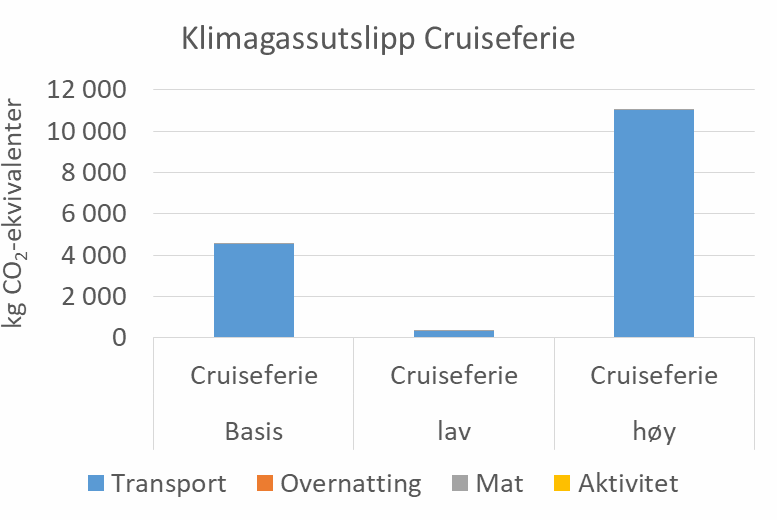 Klimagassutslipp Cruiseferie
kg CO₂-ekvivalenter
12 000
10 000
8 000
6 000
4 000
2 000
0
Cruiseferie Cruiseferie Cruiseferie
Basis lav høy
Transport Overnatting Mat Aktivitet